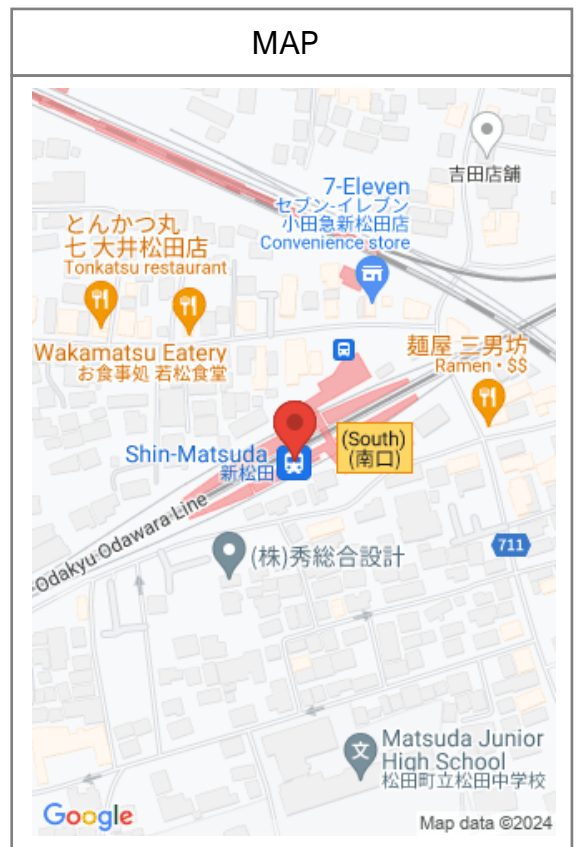 MAP
吉田店舗
7-Eleven
セブン-イレブン
小田急新松田店
Convenience store
とんかつ丸
七 大井松田店
Tonkatsu restaurant
Wakamatsu Eatery
お食事処 若松食堂
麺屋 三男坊
Ramen・$$
(South)
(南口)
Shin-Matsuda
新松田
Odakyu Odawara Line
711
(株)秀総合設計
文
Matsuda Junior
High School
松田町立松田中学校
Google
Map data ©2024